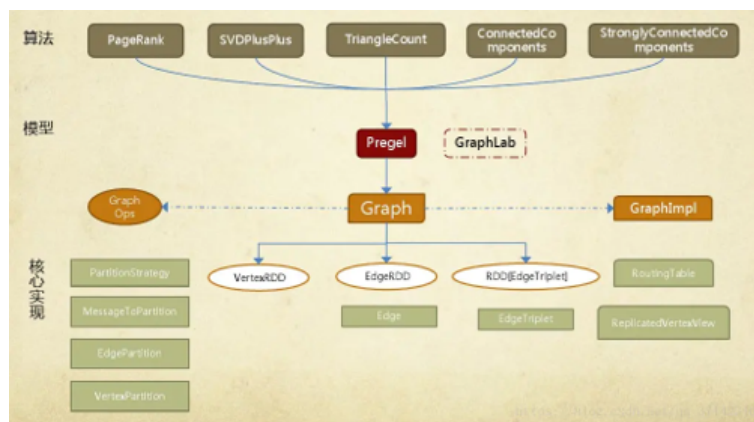 算法
PageRank
SVDPlusPlus
TriangleCount
ConnectedCo
mponents
StronglyConnectedCo
mponents
模型
Pregel
GraphLab
Graph
Ops
Graph
GraphImpl
核心实现
PartitionStrategy
VertexRDD
EdgeRDD
RDD[EdgeTriplet]
RoutingTable
MessageToPartition
Edge
EdgeTriplet
ReplicatedVertexView
EdgePartition
VertexPartition